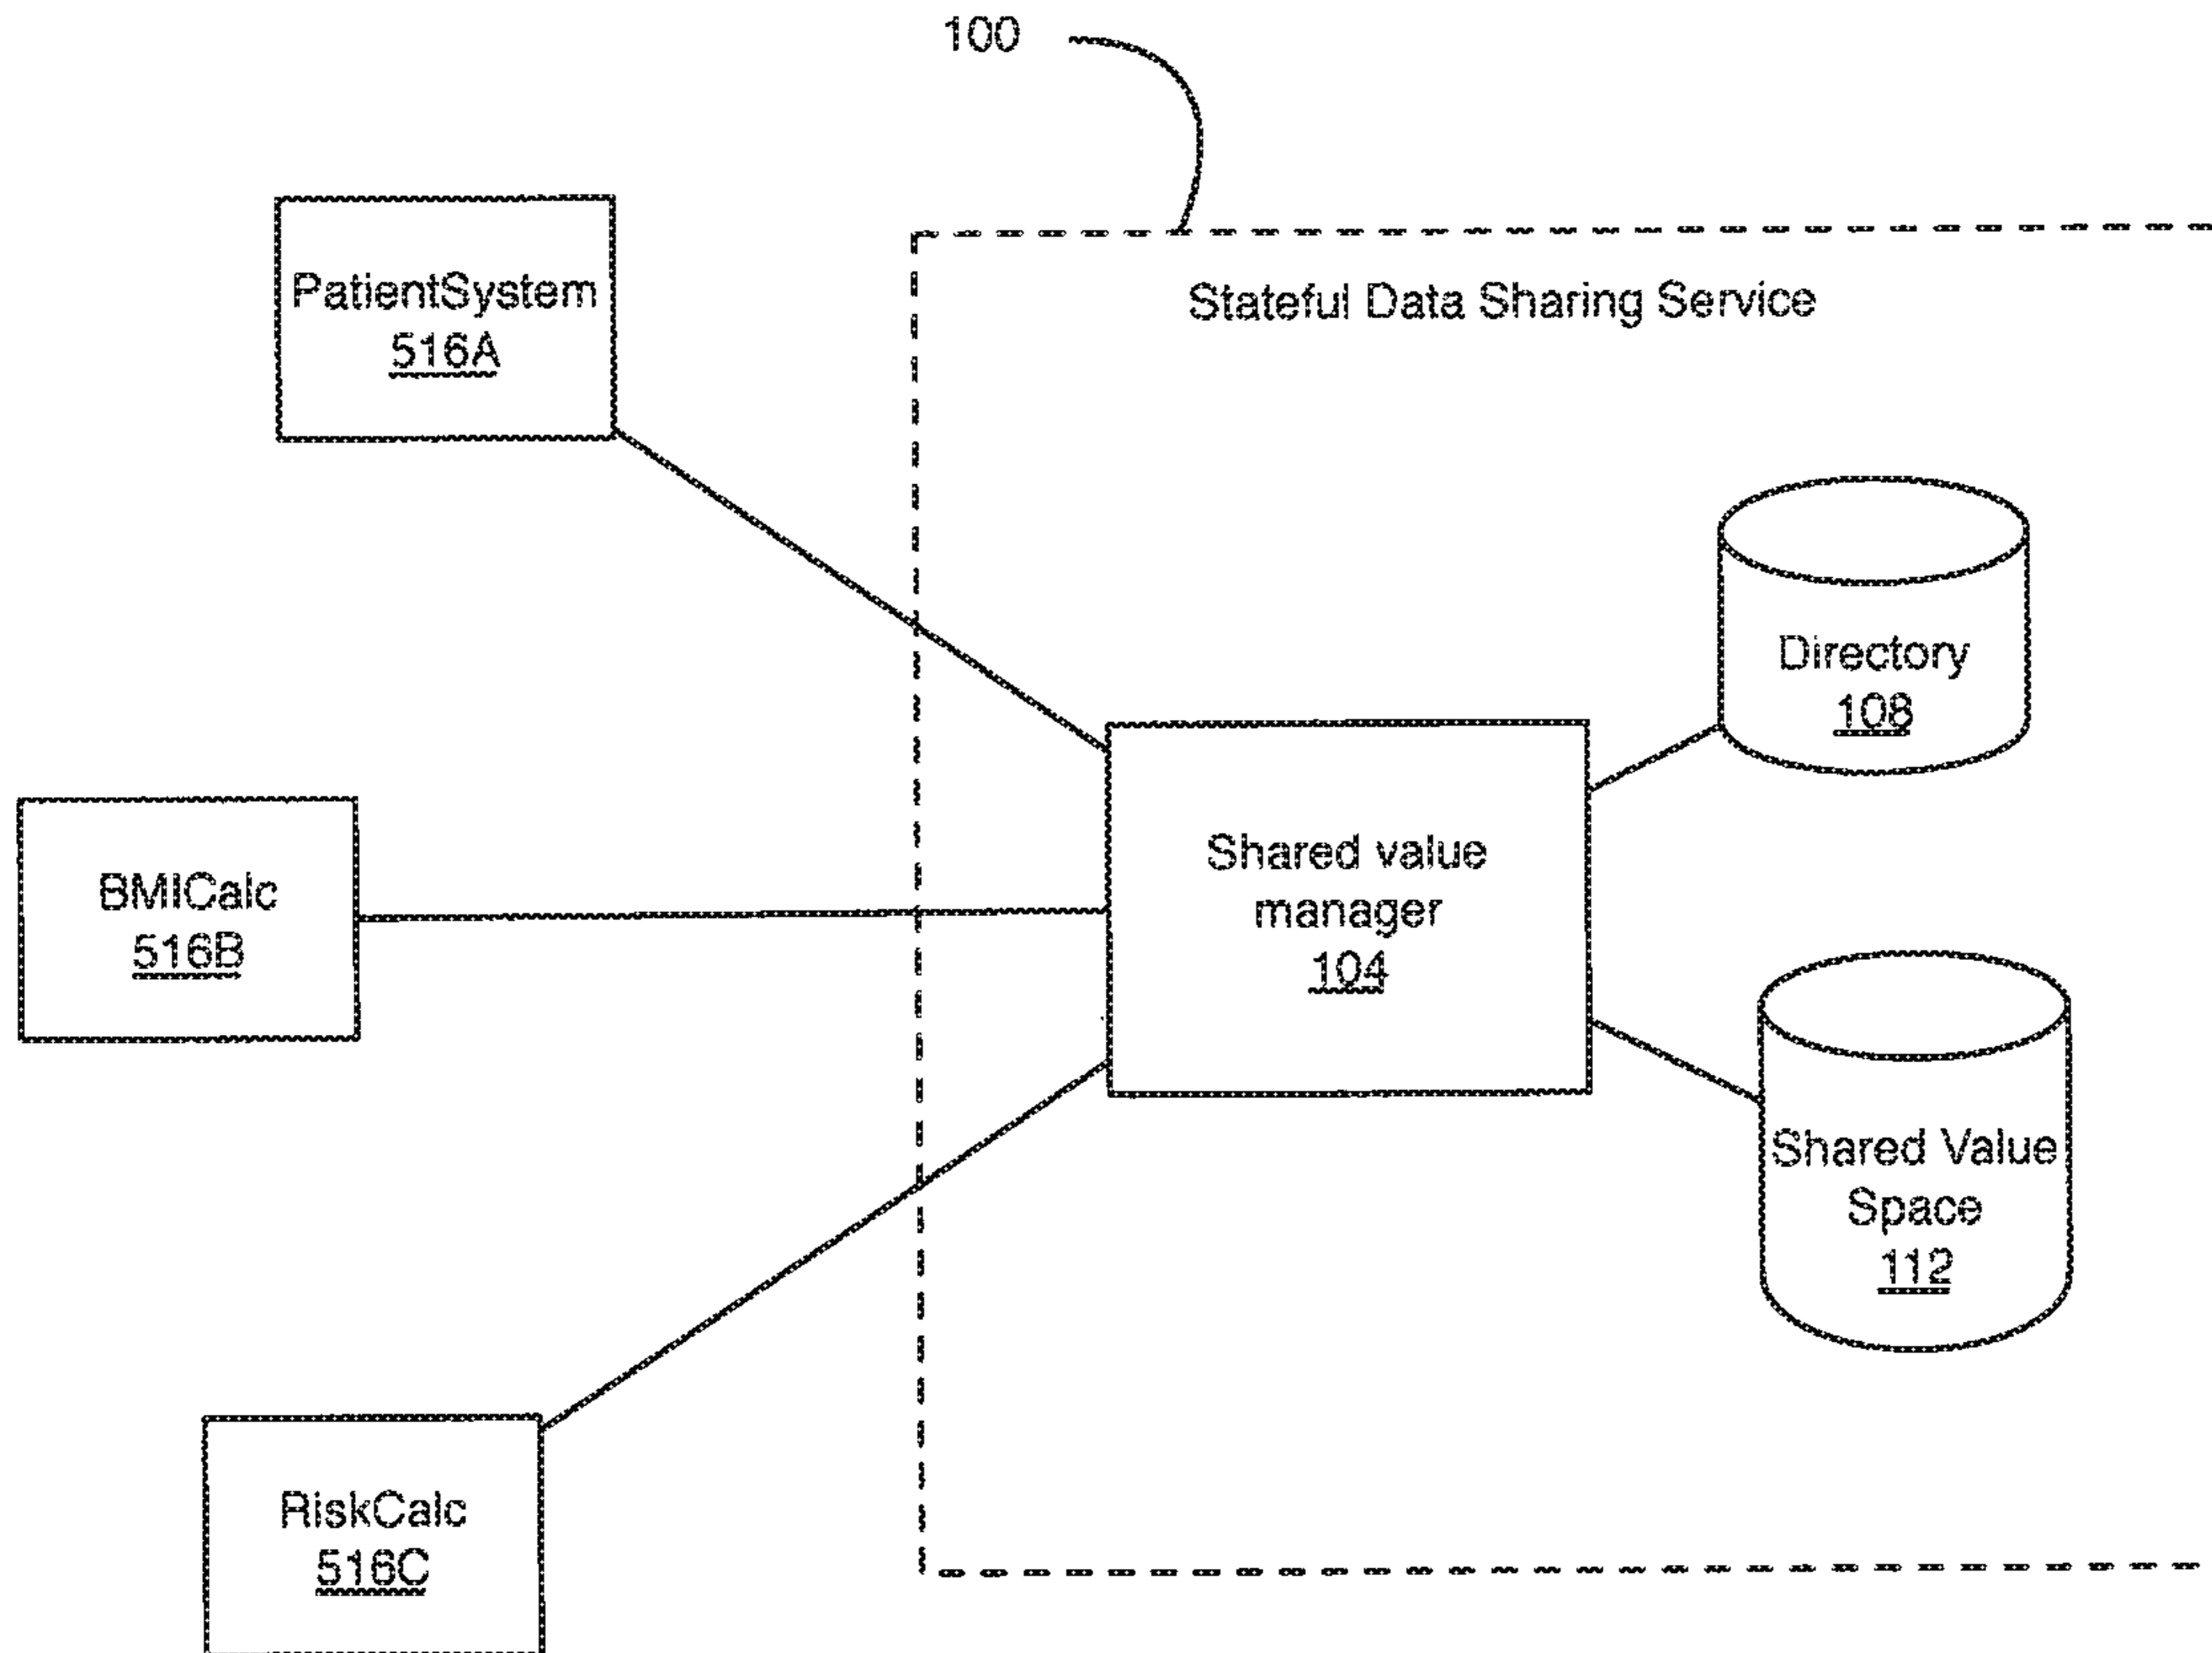 100
PatientSystem
516A
Stateful Data Sharing Service
Directory
108
BMICalc
516B
Shared value
manager
104
Shared Value
Space
112
RiskCalc
516C